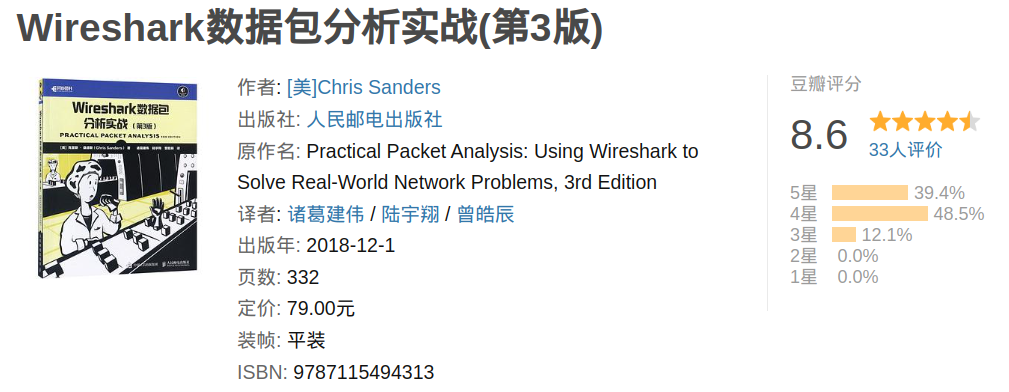 Wireshark数据包分析实战(第3版)
Wireshark数据包
分析实战（第3版）
PRACTICAL PACKET ANALYSIS
作者: [美]Chris Sanders
出版社: 人民邮电出版社
原作名: Practical Packet Analysis: Using Wireshark to
Solve Real-World Network Problems, 3rd Edition
译者: 诸葛建伟 / 陆宇翔 / 曾皓辰
出版年: 2018-12-1
页数: 332
定价: 79.00元
装帧: 平装
ISBN: 9787115494313
豆瓣评分
8.6
33人评价
5星 39.4%
4星 48.5%
3星 12.1%
2星 0.0%
1星 0.0%